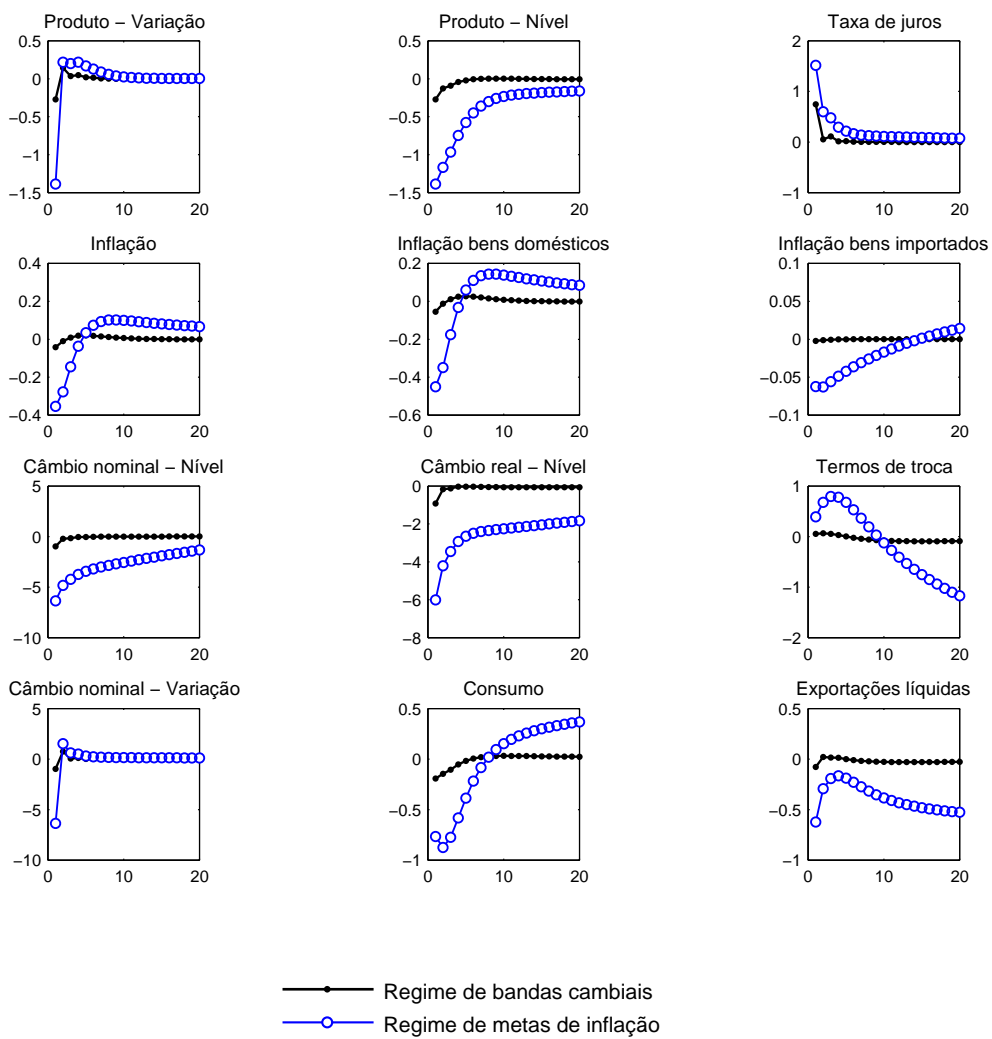 Produto − Variação
0.5
0
−0.5
−1
−1.5
0 10 20
Produto − Nível
0.5
0
−0.5
−1
−1.5
0 10 20
Taxa de juros
2
1
0
−1
0 10 20
Inflação
0.4
0.2
0
−0.2
−0.4
0 10 20
Inflação bens domésticos
0.2
0
−0.2
−0.4
−0.6
0 10 20
Inflação bens importados
0.1
0.05
0
−0.05
−0.1
0 10 20
Câmbio nominal − Nível
5
0
−5
−10
0 10 20
Câmbio real − Nível
0
−2
−4
−6
−8
0 10 20
Termos de troca
1
0
−1
−2
0 10 20
Câmbio nominal − Variação
5
0
−5
−10
0 10 20
Consumo
0.5
0
−0.5
−1
0 10 20
Exportações líquidas
0.5
0
−0.5
−1
0 10 20
Regime de bandas cambiais
Regime de metas de inflação